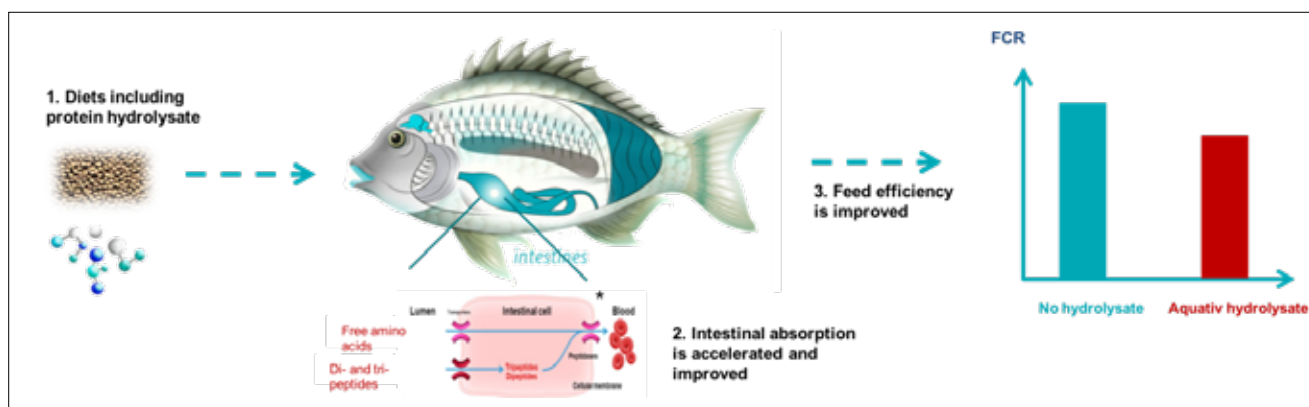 1. Diets including
protein hydrolysate
intestines
Lumen
Intestinal cell
Blood
Free amino
acids
Di- and tri-
peptides
Tripeptides
Dipeptides
Peptidases
Cellular membrane
2. Intestinal absorption
is accelerated and
improved
3. Feed efficiency
is improved
FCR
No hydrolysate
Aquativ hydrolysate